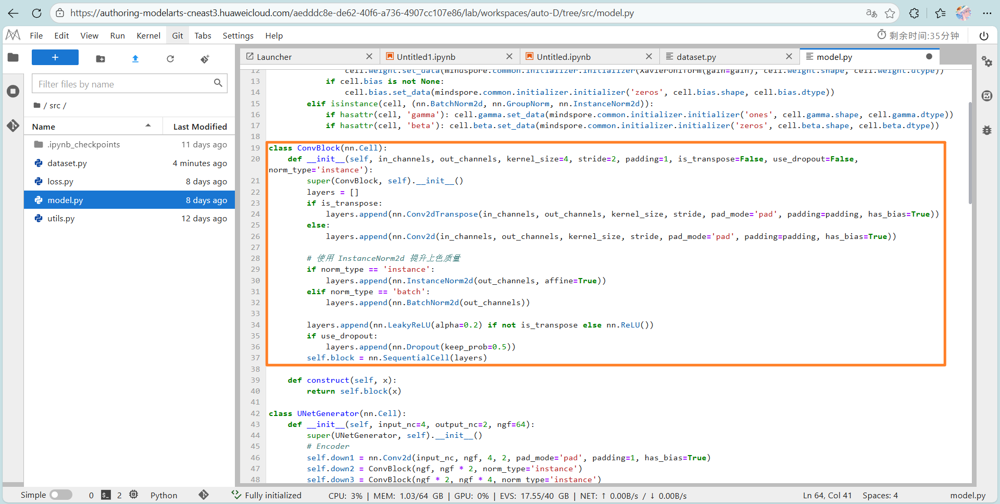 https://authoring-modelarts-cneast3.huaweicloud.com/aedddc8e-de62-40f6-a736-4907cc107e86/lab/workspaces/auto-D/tree/src/model.py
File Edit View Run Kernel Git Tabs Settings Help 剩余时间:35分钟
+
Filter files by name
/ src /
Name Last Modified
.ipynb_checkpoints 11 days ago
dataset.py 4 minutes ago
loss.py 8 days ago
model.py 8 days ago
utils.py 12 days ago
Launcher Untitled1.ipynb Untitled.ipynb dataset.py model.py
12 cell.weight.set_data(mindspore.common.initializer.initializer(XavierUniform(gain=gain), cell.weight.shape, cell.weight.dtype))
13 if cell.bias is not None:
14 cell.bias.set_data(mindspore.common.initializer.initializer('zeros', cell.bias.shape, cell.bias.dtype))
15 elif isinstance(cell, (nn.BatchNorm2d, nn.GroupNorm, nn.InstanceNorm2d)):
16 if hasattr(cell, 'gamma'): cell.gamma.set_data(mindspore.common.initializer.initializer('ones', cell.gamma.shape, cell.gamma.dtype))
17 if hasattr(cell, 'beta'): cell.beta.set_data(mindspore.common.initializer.initializer('zeros', cell.beta.shape, cell.beta.dtype))
18
19 class ConvBlock(nn.Cell):
20 def __init__(self, in_channels, out_channels, kernel_size=4, stride=2, padding=1, is_transpose=False, use_dropout=False,
norm_type='instance'):
21 super(ConvBlock, self).__init__()
22 layers = []
23 if is_transpose:
24 layers.append(nn.Conv2dTranspose(in_channels, out_channels, kernel_size, stride, pad_mode='pad', padding=padding, has_bias=True))
25 else:
26 layers.append(nn.Conv2d(in_channels, out_channels, kernel_size, stride, pad_mode='pad', padding=padding, has_bias=True))
27
28 # 使用 InstanceNorm2d 提升上色质量
29 if norm_type == 'instance':
30 layers.append(nn.InstanceNorm2d(out_channels, affine=True))
31 elif norm_type == 'batch':
32 layers.append(nn.BatchNorm2d(out_channels))
33
34 layers.append(nn.LeakyReLU(alpha=0.2) if not is_transpose else nn.ReLU())
35 if use_dropout:
36 layers.append(nn.Dropout(keep_prob=0.5))
37 self.block = nn.SequentialCell(layers)
38
39 def construct(self, x):
40 return self.block(x)
41
42 class UNetGenerator(nn.Cell):
43 def __init__(self, input_nc=4, output_nc=2, ngf=64):
44 super(UNetGenerator, self).__init__()
45 # Encoder
46 self.down1 = nn.Conv2d(input_nc, ngf, 4, 2, pad_mode='pad', padding=1, has_bias=True)
47 self.down2 = ConvBlock(ngf, ngf * 2, norm_type='instance')
48 self.down3 = ConvBlock(ngf * 2, ngf * 4, norm_type='instance')
Simple 0 $_ 2 Python Fully initialized CPU: 3% | MEM: 1.03/64 GB | GPU: 0% | EVS: 17.55/40 GB | NET: ↑ 0.00B/s / ↓ 0.00B/s Ln 64, Col 41 Spaces: 4 model.py